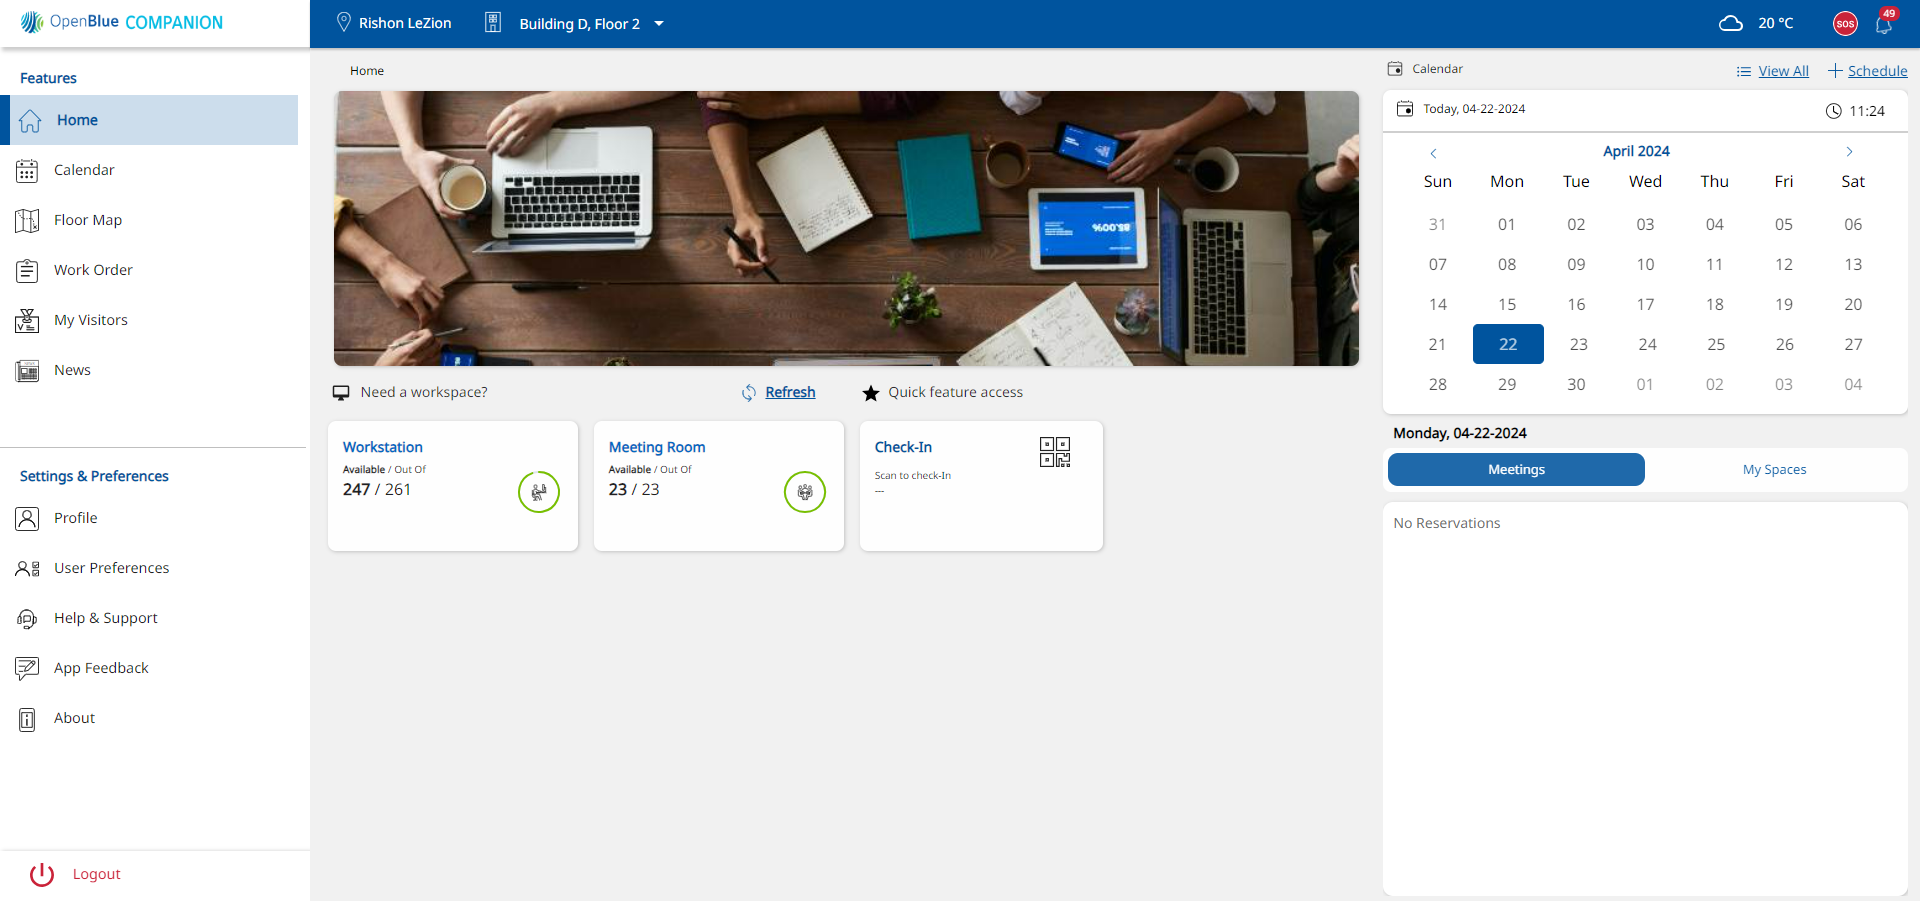 OpenBlue COMPANION
Rishon LeZion
Building D, Floor 2
20 °C
SOS
49
Features
Home
Calendar
Floor Map
Work Order
My Visitors
News
Settings & Preferences
Profile
User Preferences
Help & Support
App Feedback
About
Logout
Home
85.00%
Need a workspace?
Refresh
Quick feature access
Workstation
Available / Out Of
247 / 261
Meeting Room
Available / Out Of
23 / 23
Check-In
Scan to check-In
---
Calendar
View All
Schedule
Today, 04-22-2024
11:24
April 2024
Sun Mon Tue Wed Thu Fri Sat
31 01 02 03 04 05 06
07 08 09 10 11 12 13
14 15 16 17 18 19 20
21 22 23 24 25 26 27
28 29 30 01 02 03 04
Monday, 04-22-2024
Meetings
My Spaces
No Reservations